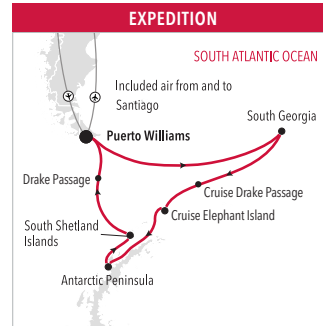 EXPEDITION
SOUTH ATLANTIC OCEAN
Included air from and to
Santiago
South Georgia
Puerto Williams
Drake Passage
Cruise Drake Passage
Cruise Elephant Island
South Shetland
Islands
Antarctic Peninsula